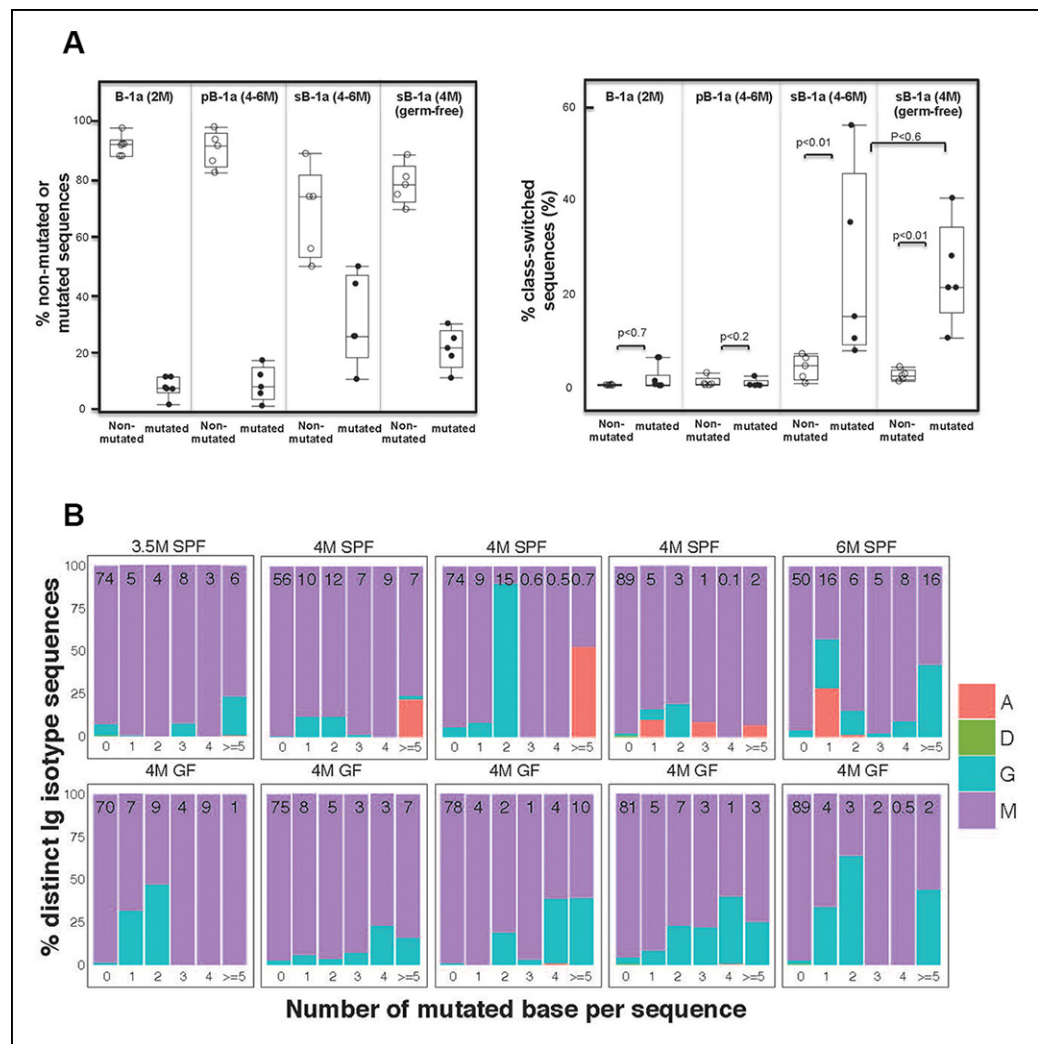 A
B-1a (2M) pB-1a (4-6M) sB-1a (4-6M) sB-1a (4M)
(germ-free)
% non-mutated or
mutated sequences
100
80
60
40
20
0
Non-
mutated mutated Non-
mutated mutated Non-
mutated mutated Non-
mutated mutated
B-1a (2M) pB-1a (4-6M) sB-1a (4-6M) sB-1a (4M)
(germ-free)
% class-switched
sequences (%)
60
40
20
0
p<0.7
p<0.2
p<0.01
P<0.6
p<0.01
Non-
mutated mutated Non-
mutated mutated Non-
mutated mutated Non-
mutated mutated
B
% distinct Ig isotype sequences
3.5M SPF 4M SPF 4M SPF 4M SPF 6M SPF
100
75
50
25
0
74 5 4 8 3 6
56 10 12 7 9 7
74 9 15 0.6 0.5 0.7
89 5 3 1 0.1 2
50 16 6 5 8 16
0 1 2 3 4 >=5
0 1 2 3 4 >=5
0 1 2 3 4 >=5
0 1 2 3 4 >=5
0 1 2 3 4 >=5
4M GF 4M GF 4M GF 4M GF 4M GF
100
75
50
25
0
70 7 9 4 9 1
75 8 5 3 3 7
78 4 2 1 4 10
81 5 7 3 1 3
89 4 3 2 0.5 2
0 1 2 3 4 >=5
0 1 2 3 4 >=5
0 1 2 3 4 >=5
0 1 2 3 4 >=5
0 1 2 3 4 >=5
Number of mutated base per sequence
A
D
G
M